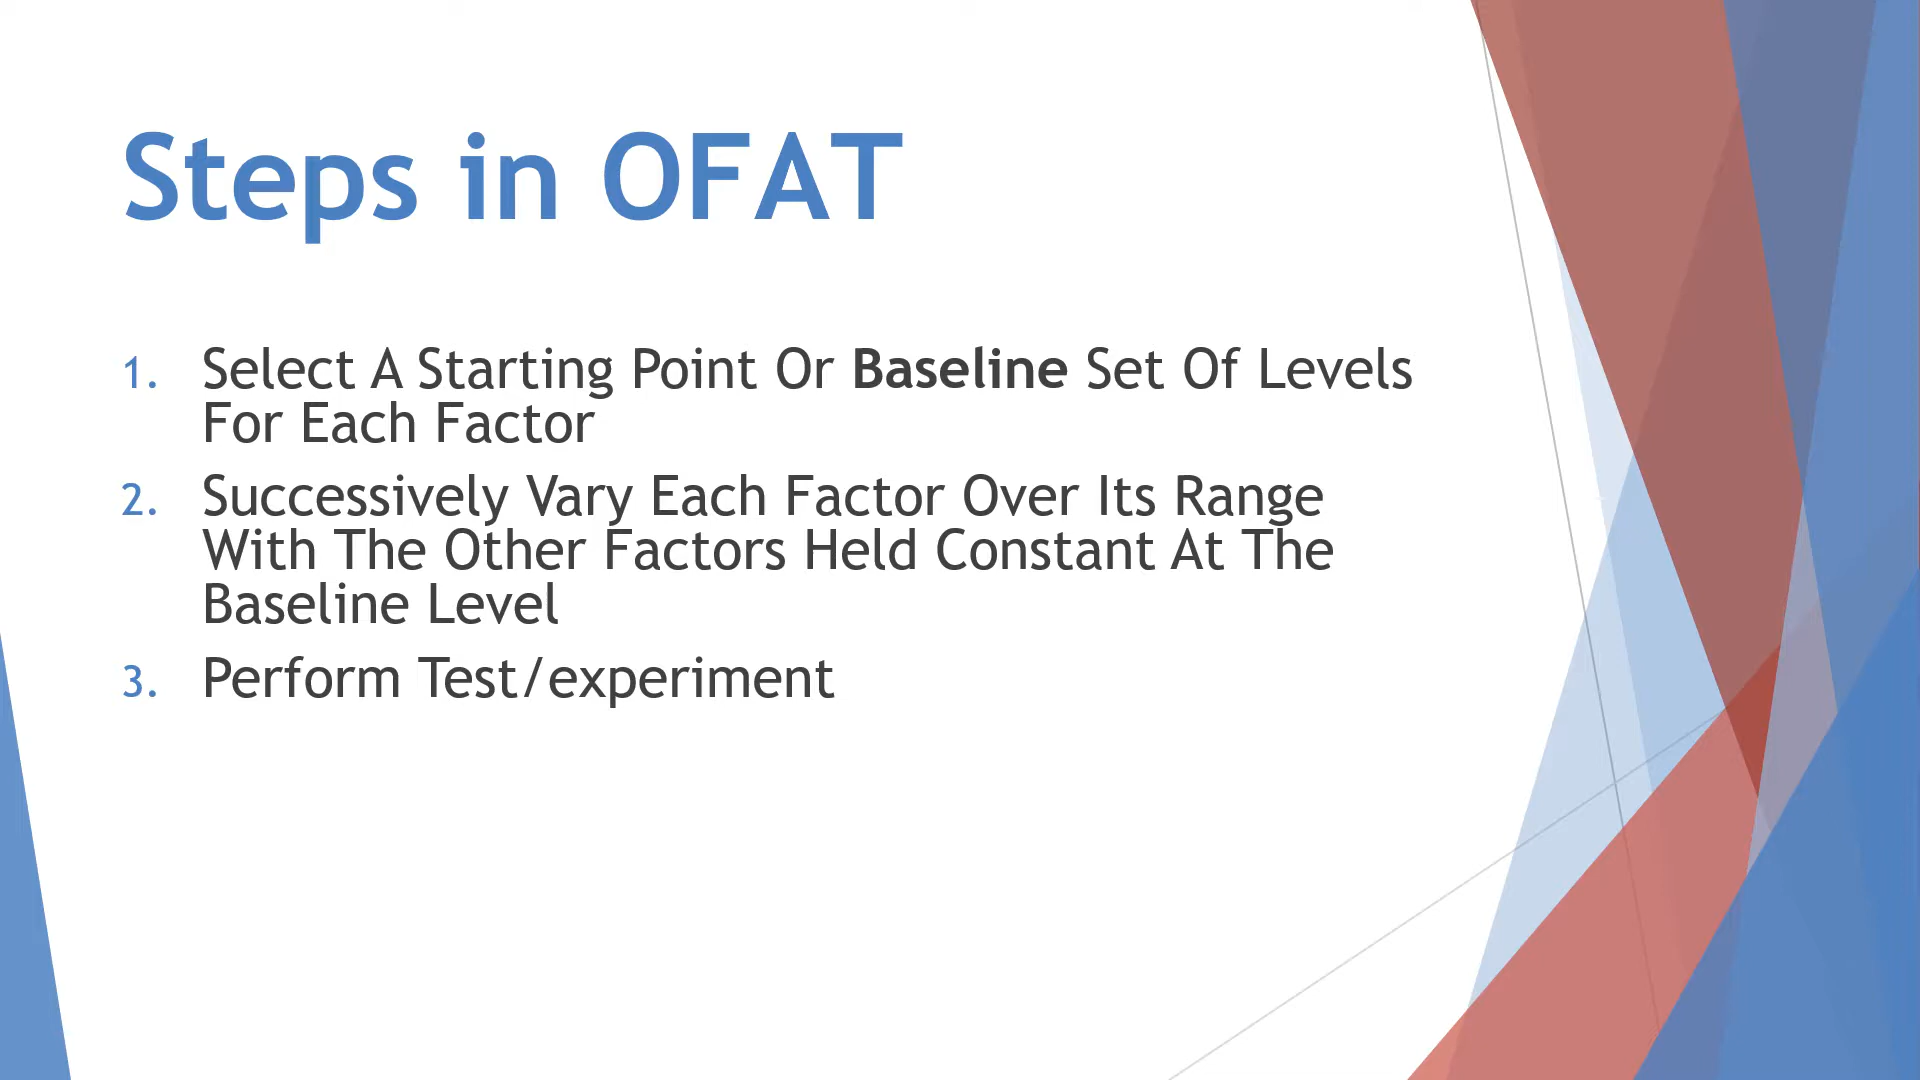 Steps in OFAT
1. Select A Starting Point Or Baseline Set Of Levels
For Each Factor
2. Successively Vary Each Factor Over Its Range
With The Other Factors Held Constant At The
Baseline Level
3. Perform Test/experiment